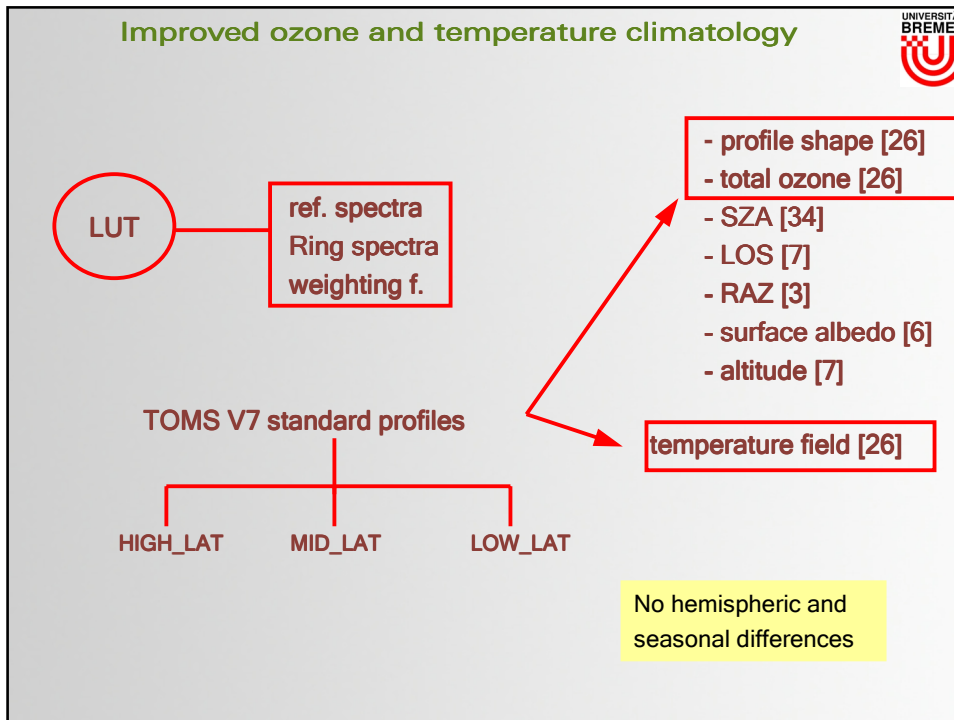 Improved ozone and temperature climatology
UNIVERSITÄ
BREME
LUT
ref. spectra
Ring spectra
weighting f.
- profile shape [26]
- total ozone [26]
- SZA [34]
- LOS [7]
- RAZ [3]
- surface albedo [6]
- altitude [7]
TOMS V7 standard profiles
temperature field [26]
HIGH_LAT MID_LAT LOW_LAT
No hemispheric and
seasonal differences